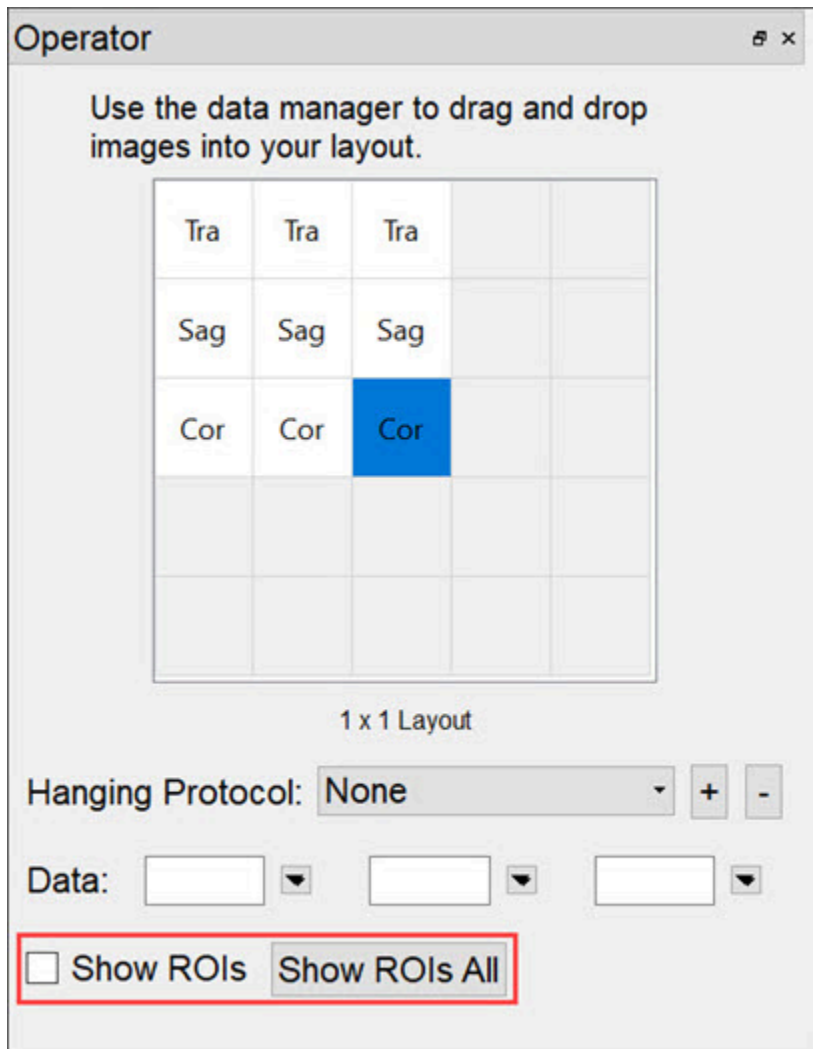 Operator
Use the data manager to drag and drop
images into your layout.
Tra Tra Tra
Sag Sag Sag
Cor Cor Cor
1 x 1 Layout
Hanging Protocol: None + -
Data:
Show ROIs Show ROIs All